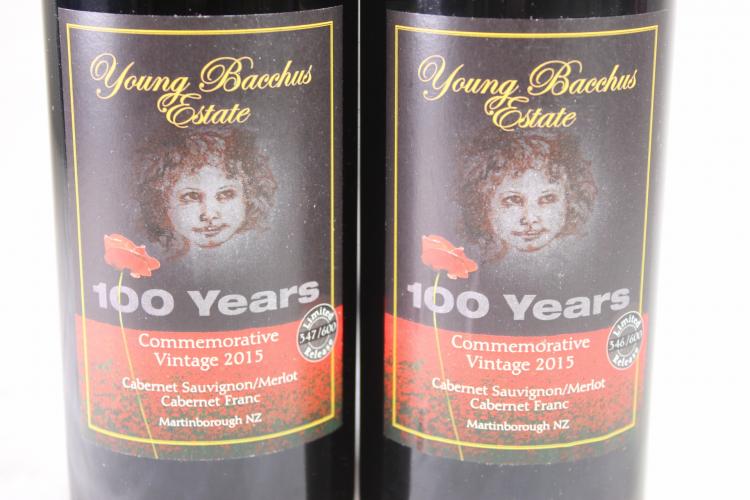 Young Bacchus
Estate
100 Years
Commemorative
Vintage 2015
Limited
347/600
Release
Cabernet Sauvignon/Merlot
Cabernet Franc
Martinborough NZ
Young Bacchus
Estate
100 Years
Commemorative
Vintage 2015
Limited
346/600
Release
Cabernet Sauvignon/Merlot
Cabernet Franc
Martinborough NZ